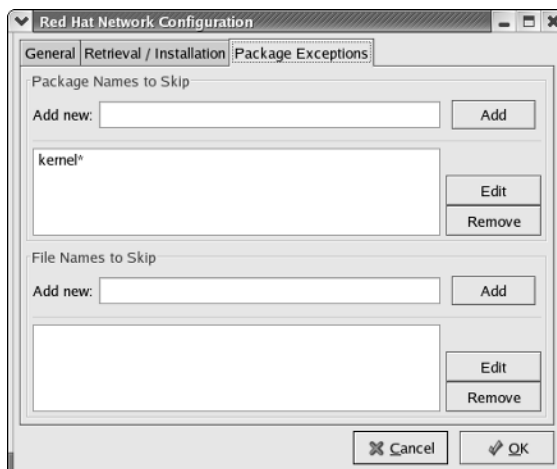 Red Hat Network Configuration
General Retrieval / Installation Package Exceptions
Package Names to Skip
Add new: Add
kernel*
Edit
Remove
File Names to Skip
Add new: Add
Edit
Remove
Cancel OK